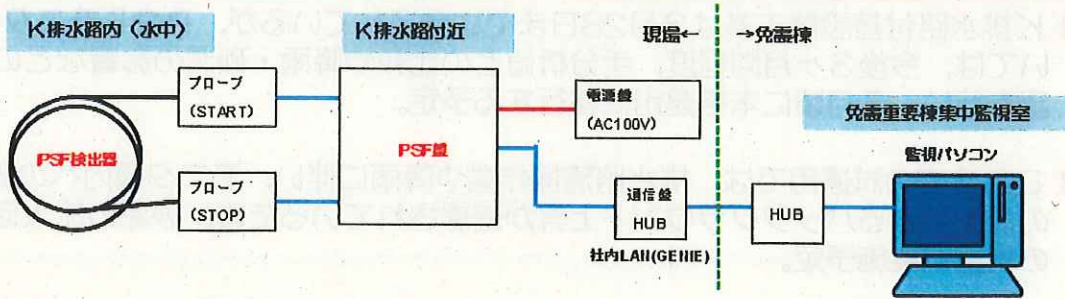 K排水路内（水中）
K排水路付近
現場←
→免震棟
プローブ
(START)
PSF検出器
プローブ
(STOP)
PSF盤
電源盤
(AC100V)
通信盤
HUB
社内LAN(GENIE)
HUB
免震重要棟集中監視室
監視パソコン